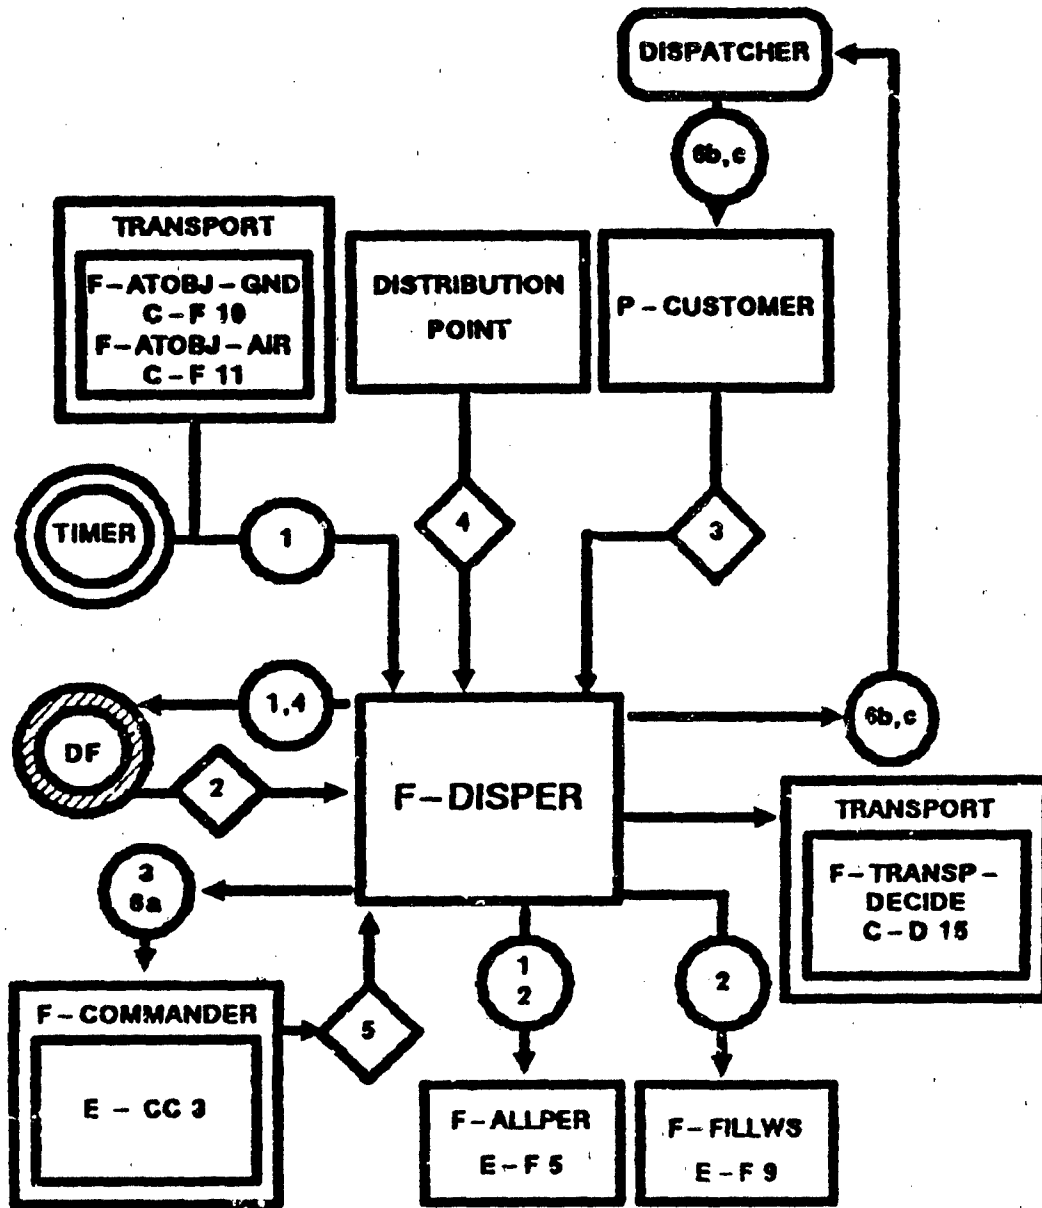 DISPATCHER
6b,c
TRANSPORT
F-ATOBJ-GND
C-F 10
F-ATOBJ-AIR
C-F 11
DISTRIBUTION
POINT
P-CUSTOMER
TIMER
1
4
3
1,4
DF
2
F-DISPER
6b,c
TRANSPORT
F-TRANSP-
DECIDE
C-D 15
3
6a
F-COMMANDER
E - CC 3
5
1
2
2
F-ALLPER
E-F 5
F-FILLWS
E-F 9